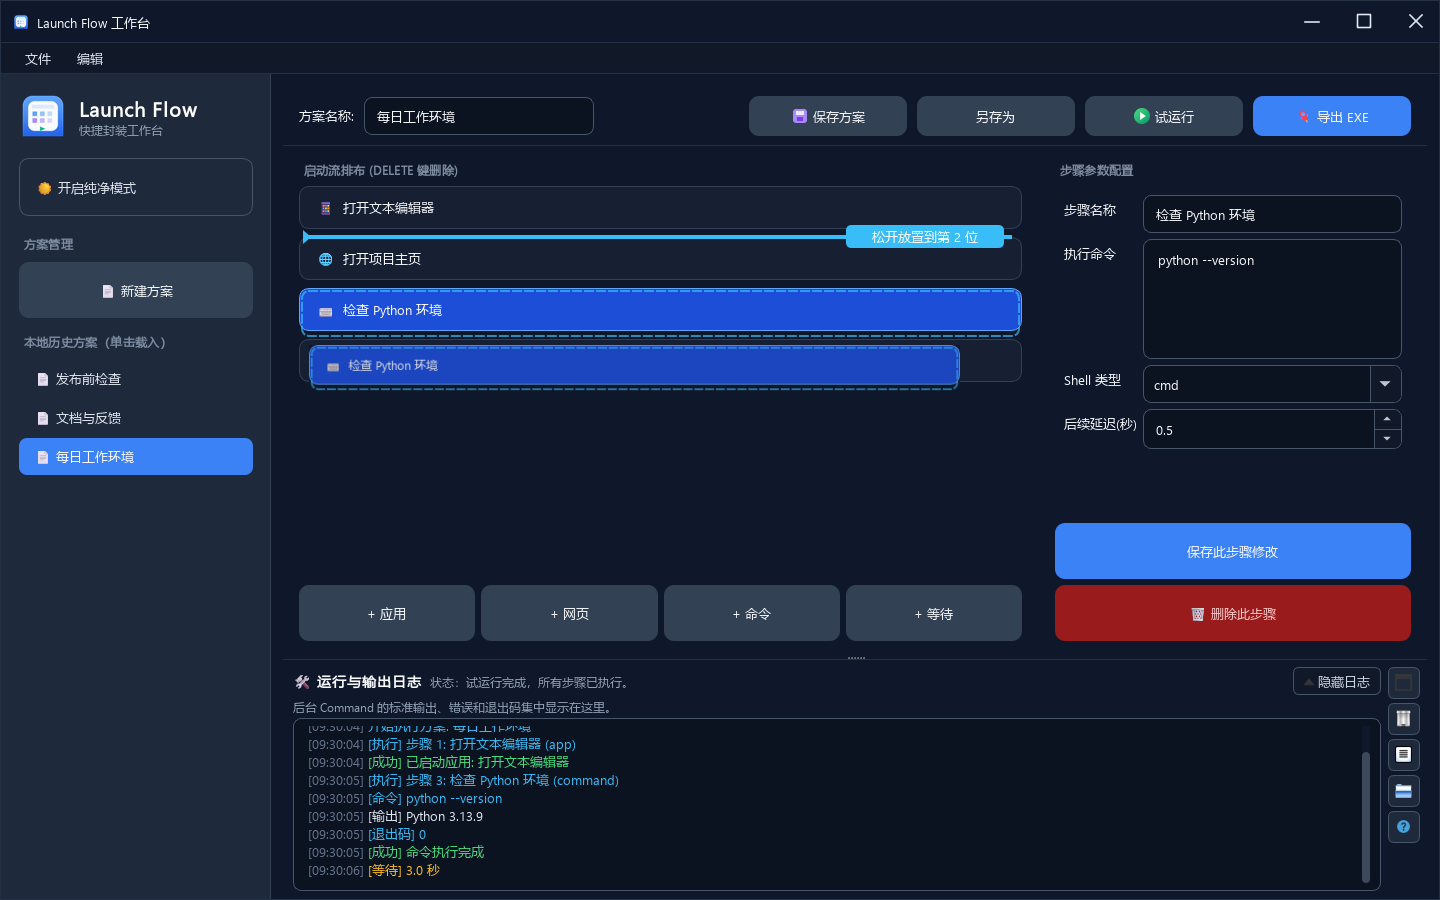 Launch Flow 工作台
文件 编辑
Launch Flow
快捷封装工作台
开启纯净模式
方案管理
新建方案
本地历史方案（单击载入）
发布前检查
文档与反馈
每日工作环境
方案名称: 每日工作环境
保存方案
另存为
试运行
导出 EXE
启动流排布 (DELETE 键删除)
打开文本编辑器
松开放置到第 2 位
打开项目主页
检查 Python 环境
检查 Python 环境
+ 应用
+ 网页
+ 命令
+ 等待
步骤参数配置
步骤名称 检查 Python 环境
执行命令 python --version
Shell 类型 cmd
后续延迟(秒) 0.5
保存此步骤修改
删除此步骤
运行与输出日志 状态：试运行完成，所有步骤已执行。
隐藏日志
后台 Command 的标准输出、错误和退出码集中显示在这里。
[09:30:04] 开始执行方案: 每日工作环境
[09:30:04] [执行] 步骤 1: 打开文本编辑器 (app)
[09:30:04] [成功] 已启动应用: 打开文本编辑器
[09:30:05] [执行] 步骤 3: 检查 Python 环境 (command)
[09:30:05] [命令] python --version
[09:30:05] [输出] Python 3.13.9
[09:30:05] [退出码] 0
[09:30:05] [成功] 命令执行完成
[09:30:06] [等待] 3.0 秒